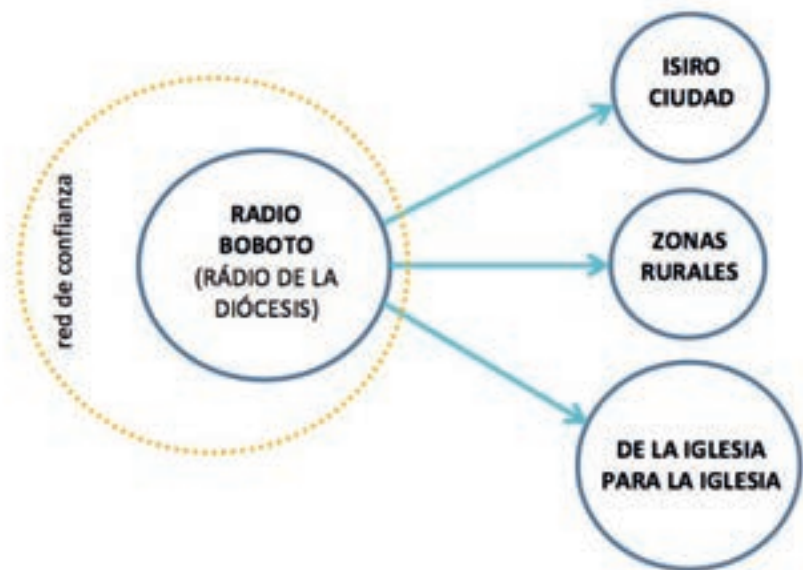 red de confianza
RADIO
BOBOTO
(RÁDIO DE LA
DIÓCESIS)
ISIRO
CIUDAD
ZONAS
RURALES
DE LA IGLESIA
PARA LA IGLESIA